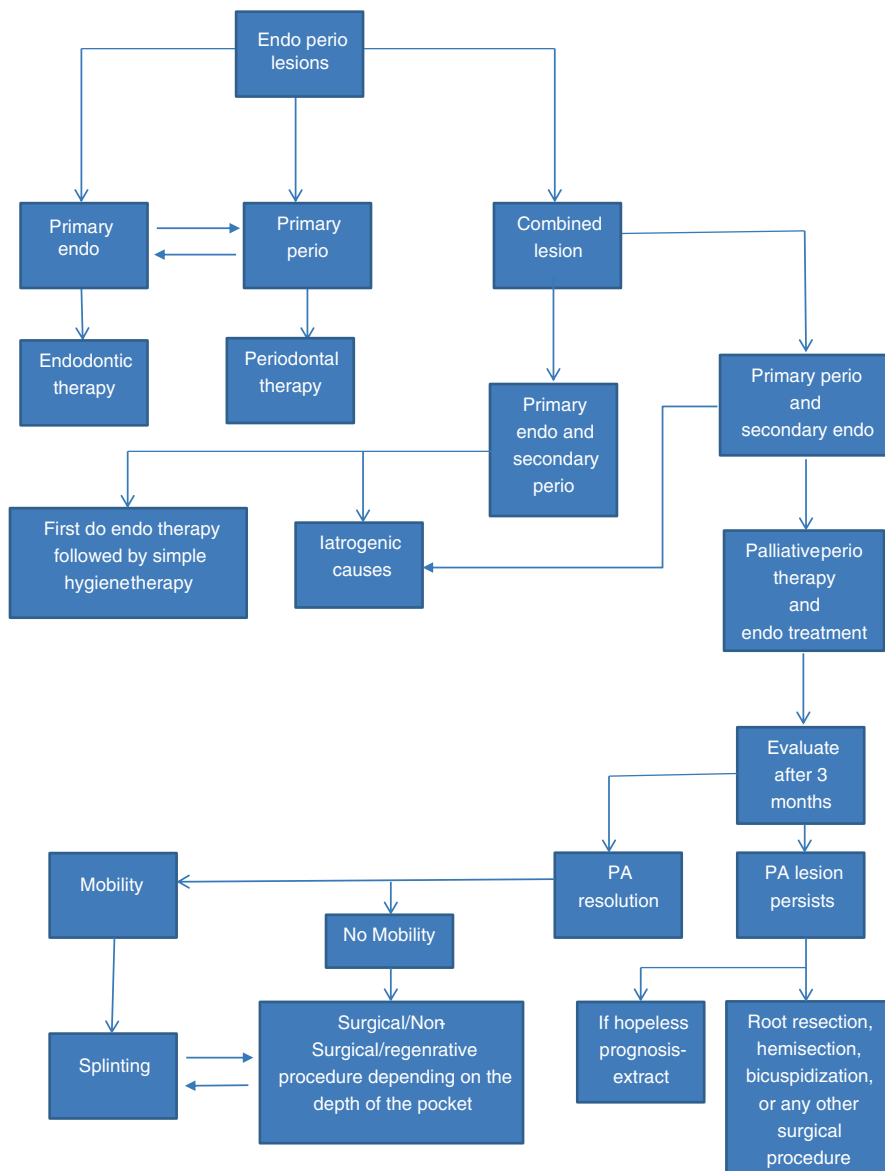 Endo perio
lesions
Primary
endo
Primary
perio
Combined
lesion
Endodontic
therapy
Periodontal
therapy
Primary
endo and
secondary
perio
Primary perio
and
secondary endo
First do endo therapy
followed by simple
hygienetherapy
Iatrogenic
causes
Palliativeperio
therapy
and
endo treatment
Evaluate
after 3
months
Mobility
No Mobility
PA
resolution
PA lesion
persists
Splinting
Surgical/Non-
Surgical/regenrative
procedure depending on the
depth of the pocket
If hopeless
prognosis-
extract
Root resection,
hemisection,
bicuspidization,
or any other
surgical
procedure